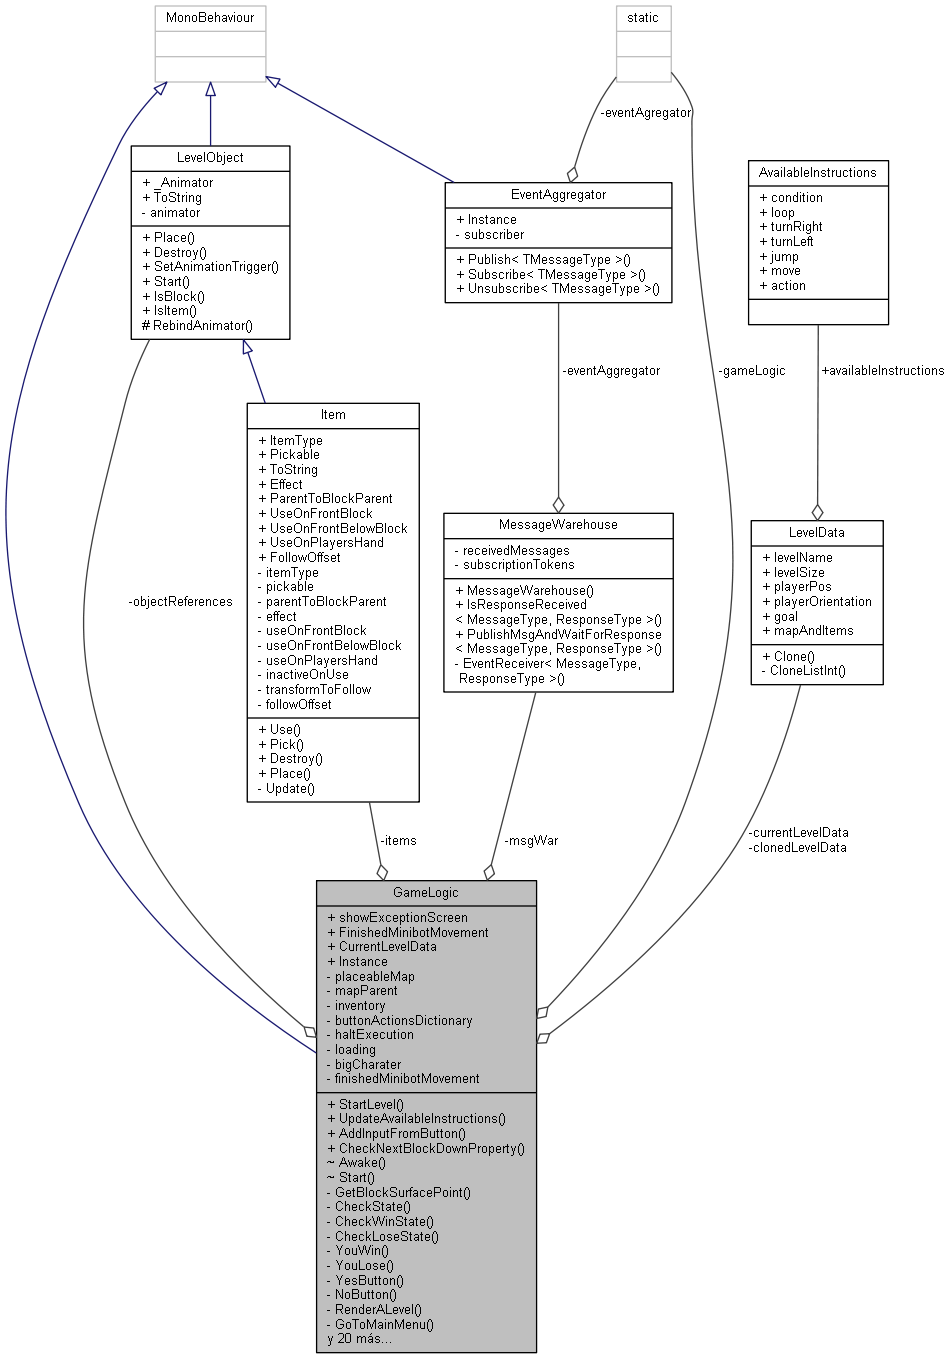 MonoBehaviour
static
-eventAgregator
LevelObject
+ _Animator
+ ToString
- animator
+ Place()
+ Destroy()
+ SetAnimationTrigger()
+ Start()
+ IsBlock()
+ IsItem()
# RebindAnimator()
EventAggregator
+ Instance
- subscriber
+ Publish< TMessageType >()
+ Subscribe< TMessageType >()
+ Unsubscribe< TMessageType >()
AvailableInstructions
+ condition
+ loop
+ turnRight
+ turnLeft
+ jump
+ move
+ action
-eventAggregator
-gameLogic
+availableInstructions
Item
+ ItemType
+ Pickable
+ ToString
+ Effect
+ ParentToBlockParent
+ UseOnFrontBlock
+ UseOnFrontBelowBlock
+ UseOnPlayersHand
+ FollowOffset
- itemType
- pickable
- parentToBlockParent
- effect
- useOnFrontBlock
- useOnFrontBelowBlock
- useOnPlayersHand
- inactiveOnUse
- transformToFollow
- followOffset
+ Use()
+ Pick()
+ Destroy()
+ Place()
- Update()
MessageWarehouse
- receivedMessages
- subscriptionTokens
+ MessageWarehouse()
+ IsResponseReceived
< MessageType, ResponseType >()
+ PublishMsgAndWaitForResponse
< MessageType, ResponseType >()
- EventReceiver< MessageType,
ResponseType >()
LevelData
+ levelName
+ levelSize
+ playerPos
+ playerOrientation
+ goal
+ mapAndItems
+ Clone()
- CloneListInt()
-objectReferences
-items
-msgWar
-currentLevelData
-clonedLevelData
GameLogic
+ showExceptionScreen
+ FinishedMinibotMovement
+ CurrentLevelData
+ Instance
- placeableMap
- mapParent
- inventory
- buttonActionsDictionary
- haltExecution
- loading
- bigCharater
- finishedMinibotMovement
+ StartLevel()
+ UpdateAvailableInstructions()
+ AddInputFromButton()
+ CheckNextBlockDownProperty()
~ Awake()
~ Start()
- GetBlockSurfacePoint()
- CheckState()
- CheckWinState()
- CheckLoseState()
- YouWin()
- YouLose()
- YesButton()
- NoButton()
- RenderALevel()
- GoToMainMenu()
y 20 más...